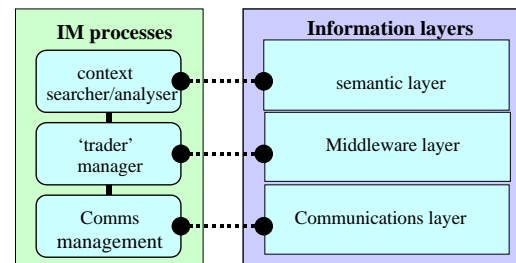 IM processes
context
searcher/analyser
‘trader’
manager
Comms
management
Information layers
semantic layer
Middleware layer
Communications layer